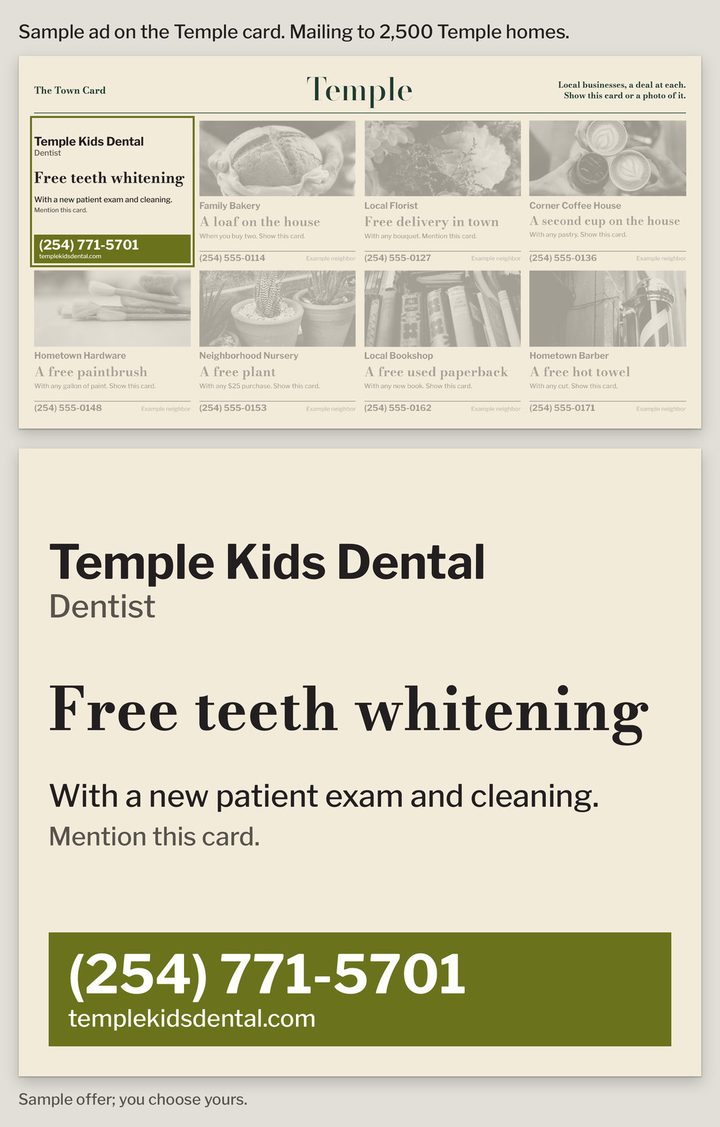 Sample ad on the Temple card. Mailing to 2,500 Temple homes.
The Town Card
Temple
Local businesses, a deal at each.
Show this card or a photo of it.
Temple Kids Dental
Dentist
Free teeth whitening
With a new patient exam and cleaning.
Mention this card.
(254) 771-5701
templekidsdental.com
Family Bakery
A loaf on the house
When you buy two. Show this card.
(254) 555-0114
Example neighbor
Local Florist
Free delivery in town
With any bouquet. Mention this card.
(254) 555-0127
Example neighbor
Corner Coffee House
A second cup on the house
With any pastry. Show this card.
(254) 555-0136
Example neighbor
Hometown Hardware
A free paintbrush
With any gallon of paint. Show this card.
(254) 555-0148
Example neighbor
Neighborhood Nursery
A free plant
With any $25 purchase. Show this card.
(254) 555-0153
Example neighbor
Local Bookshop
A free used paperback
With any new book. Show this card.
(254) 555-0162
Example neighbor
Hometown Barber
A free hot towel
With any cut. Show this card.
(254) 555-0171
Example neighbor
Temple Kids Dental
Dentist
Free teeth whitening
With a new patient exam and cleaning.
Mention this card.
(254) 771-5701
templekidsdental.com
Sample offer; you choose yours.